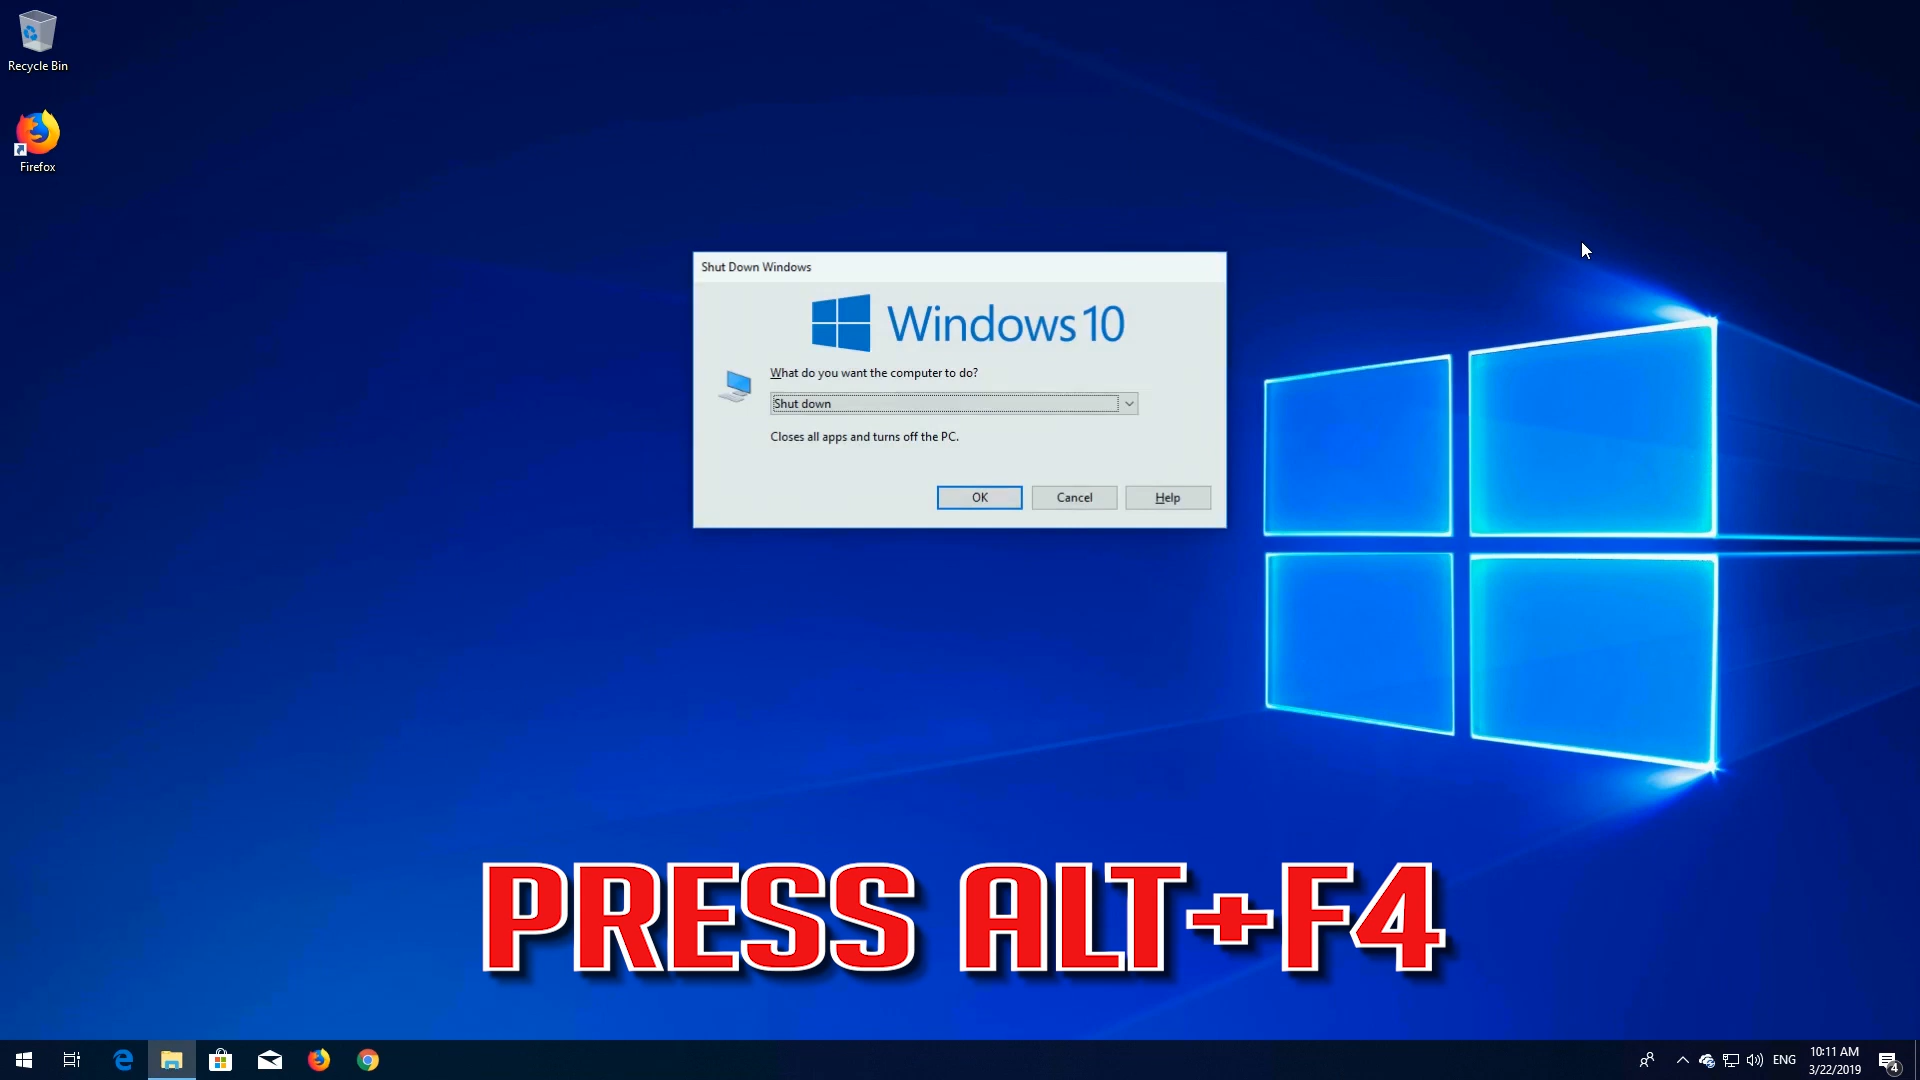 Recycle Bin
Firefox
Shut Down Windows
Windows 10
What do you want the computer to do?
Shut down
Closes all apps and turns off the PC.
OK Cancel Help
PRESS ALT+F4
ENG 10:11 AM
3/22/2019 4